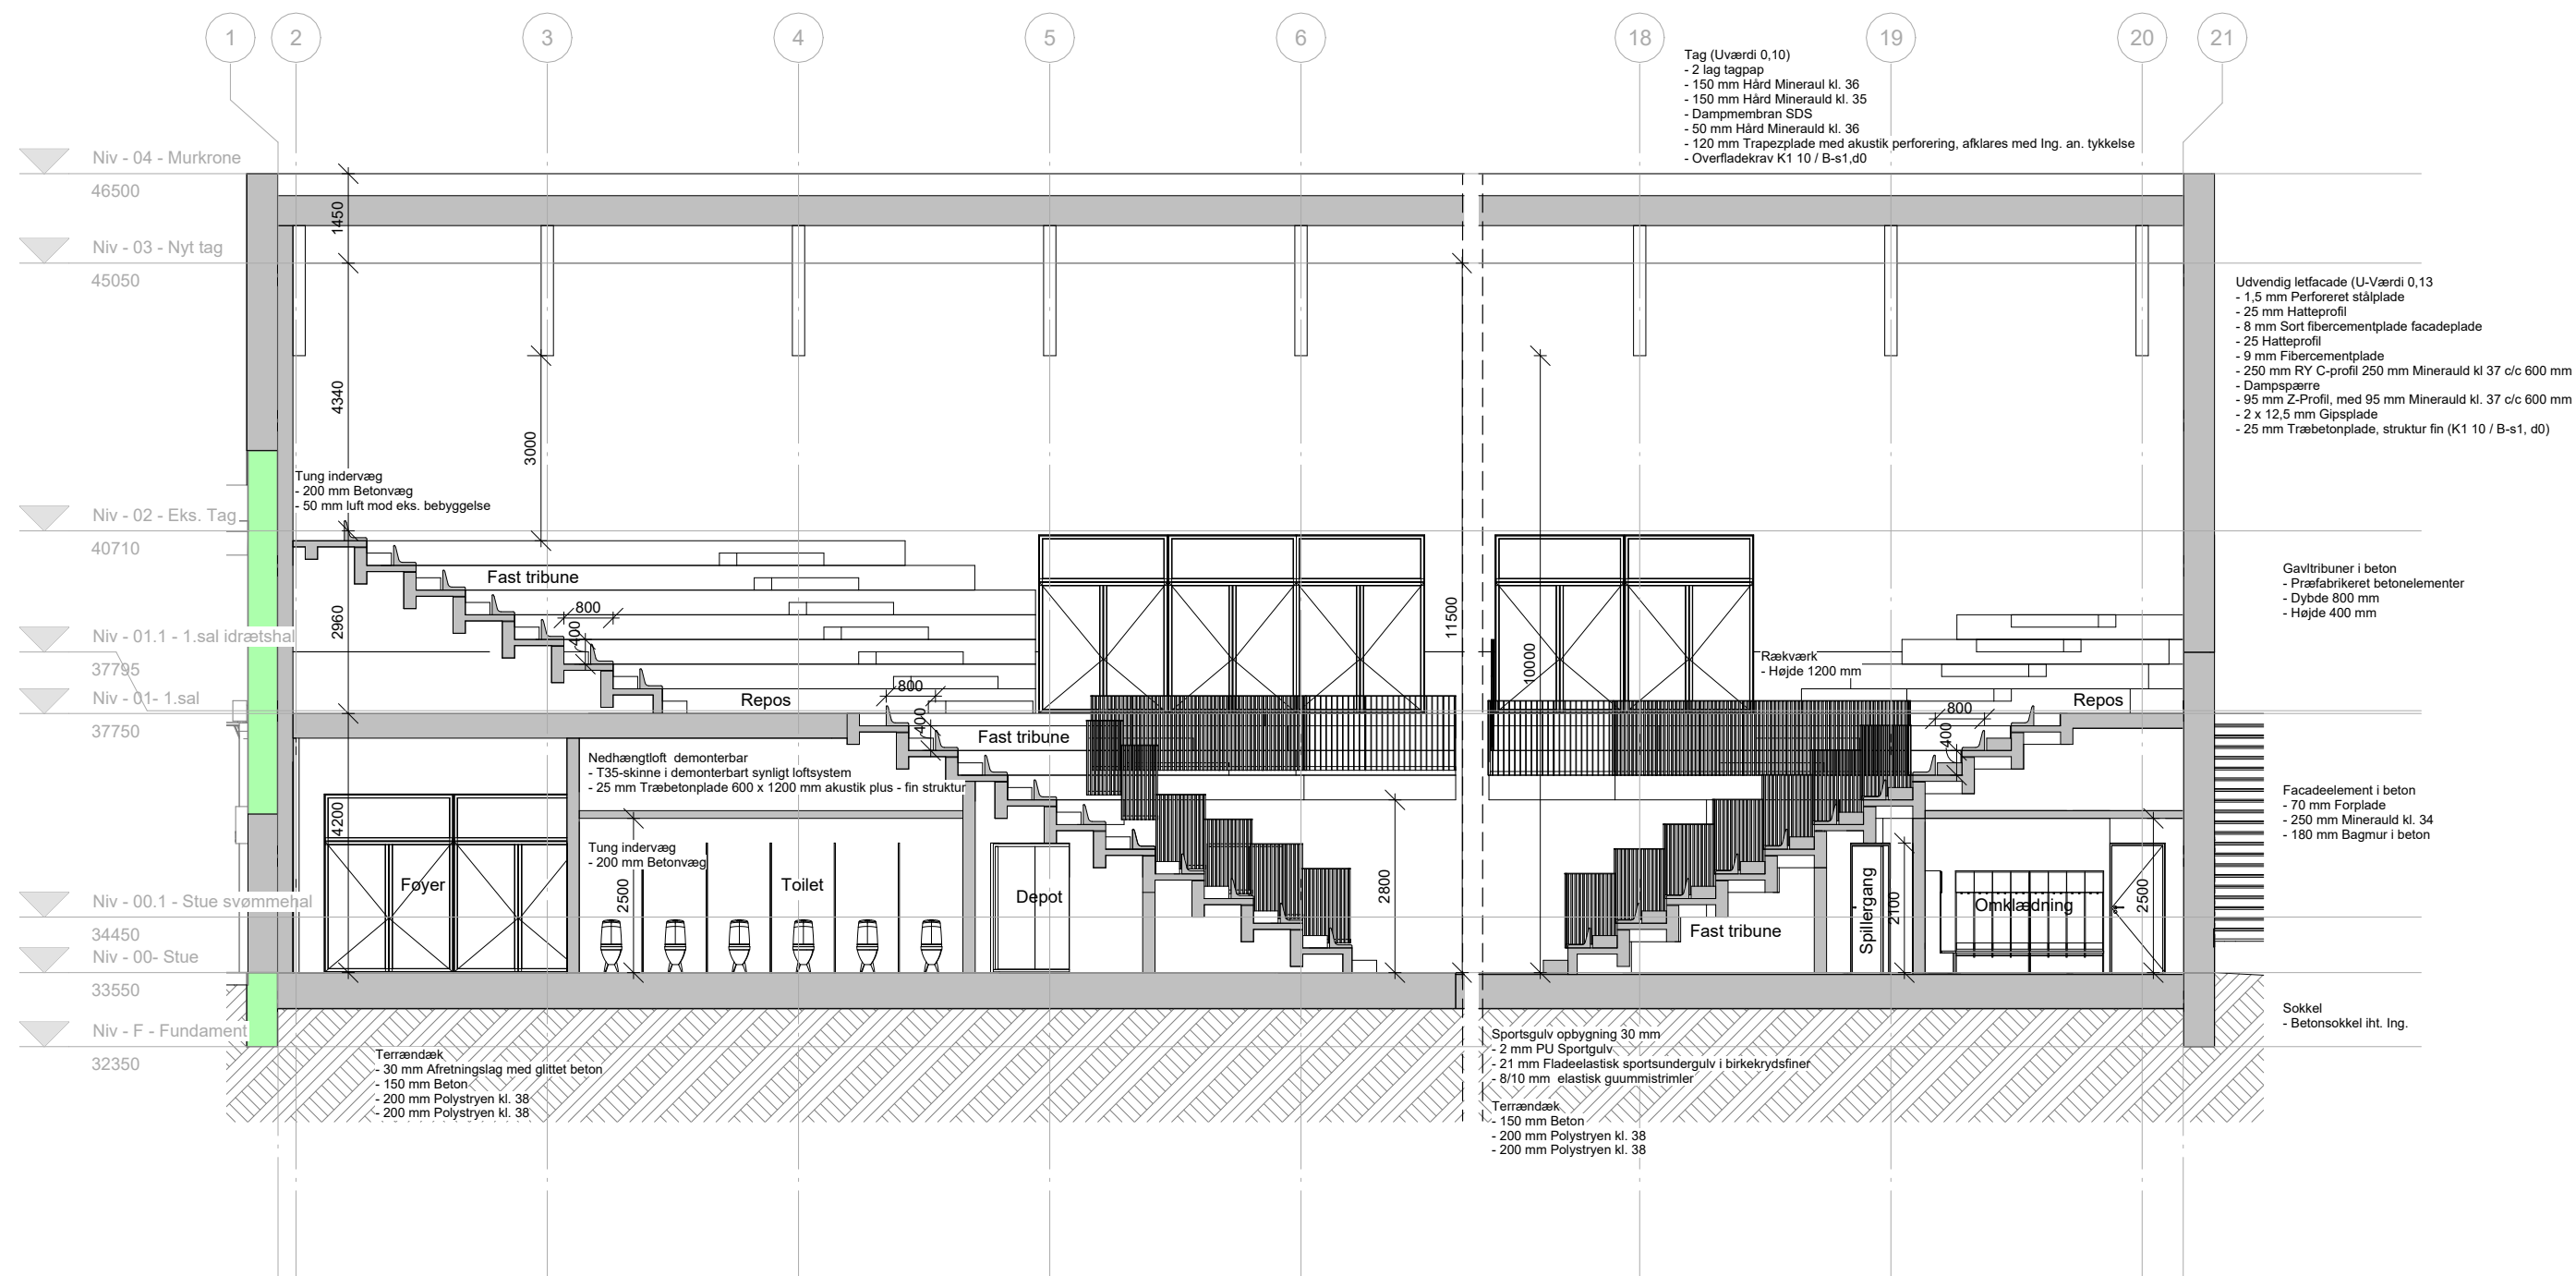 1
2
3
4
5
6
18
19
20
21
Tag (Uværdi 0,10)
- 2 lag tagpap
- 150 mm Hård Mineraul kl. 36
- 150 mm Hård Minerauld kl. 35
- Dampmembran SDS
- 50 mm Hård Minerauld kl. 36
- 120 mm Trapezplade med akustik perforering, afklares med Ing. an. tykkelse
- Overfladekrav K1 10 / B-s1,d0
Niv - 04 - Murkrone
46500
1450
Niv - 03 - Nyt tag
45050
4340
3000
Udvendig letfacade (U-Værdi 0,13
- 1,5 mm Perforeret stålplade
- 25 mm Hatteprofil
- 8 mm Sort fibercementplade facadeplade
- 25 Hatteprofil
- 9 mm Fibercementplade
- 250 mm RY C-profil 250 mm Minerauld kl 37 c/c 600 mm
- Dampspærre
- 95 mm Z-Profil, med 95 mm Minerauld kl. 37 c/c 600 mm
- 2 x 12,5 mm Gipsplade
- 25 mm Træbetonplade, struktur fin (K1 10 / B-s1, d0)
Tung indervæg
- 200 mm Betonvæg
- 50 mm luft mod eks. bebyggelse
Niv - 02 - Eks. Tag
40710
Fast tribune
2960
800
400
11500
10000
Gavltribuner i beton
- Præfabrikeret betonelementer
- Dybde 800 mm
- Højde 400 mm
Niv - 01.1 - 1.sal idrætshal
37795
Rækværk
- Højde 1200 mm
Niv - 01- 1.sal
37750
Repos
800
400
Fast tribune
Repos
800
400
Nedhængtloft demonterbar
- T35-skinne i demonterbart synligt loftsystem
- 25 mm Træbetonplade 600 x 1200 mm akustik plus - fin struktur
4200
Tung indervæg
- 200 mm Betonvæg
Facadeelement i beton
- 70 mm Forplade
- 250 mm Minerauld kl. 34
- 180 mm Bagmur i beton
Føyer
2500
Toilet
Depot
2800
Fast tribune
Spillergang
2100
Omklædning
2500
Niv - 00.1 - Stue svømmehal
34450
Niv - 00- Stue
33550
Niv - F - Fundament
32350
Sokkel
- Betonsokkel iht. Ing.
Terrændæk
- 30 mm Afretningslag med glittet beton
- 150 mm Beton
- 200 mm Polystryen kl. 38
- 200 mm Polystryen kl. 38
Sportsgulv opbygning 30 mm
- 2 mm PU Sportgulv
- 21 mm Fladeelastisk sportsundergulv i birkekrydsfiner
- 8/10 mm elastisk guummistrimler
Terrændæk
- 150 mm Beton
- 200 mm Polystryen kl. 38
- 200 mm Polystryen kl. 38